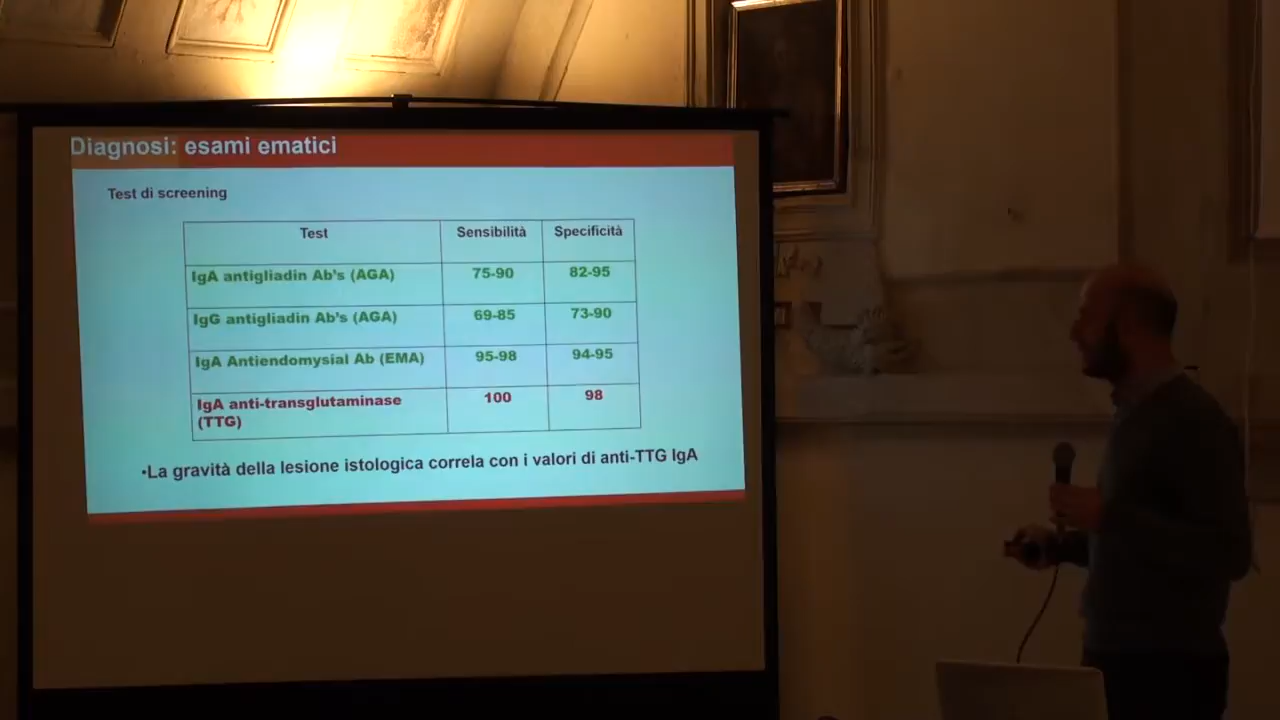 Diagnosi: esami ematici
Test di screening
Test Sensibilità Specificità
IgA antigliadin Ab's (AGA) 75-90 82-95
IgG antigliadin Ab's (AGA) 69-85 73-90
IgA Antiendomysial Ab (EMA) 95-98 94-95
IgA anti-transglutaminase (TTG) 100 98
•La gravità della lesione istologica correla con i valori di anti-TTG IgA